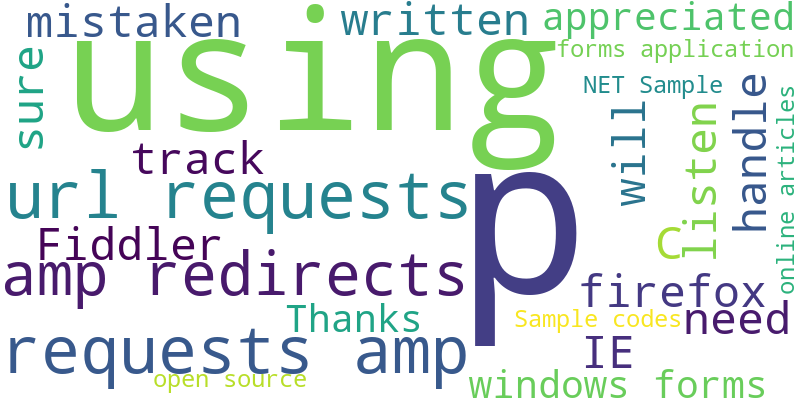 mistaken
written
appreciated
using
forms application
sure
NET Sample
track
will
listen
handle
online articles
url requests
p
Fiddler
C
amp redirects
firefox
Thanks
Sample codes
need
requests amp
IE
open source
windows forms